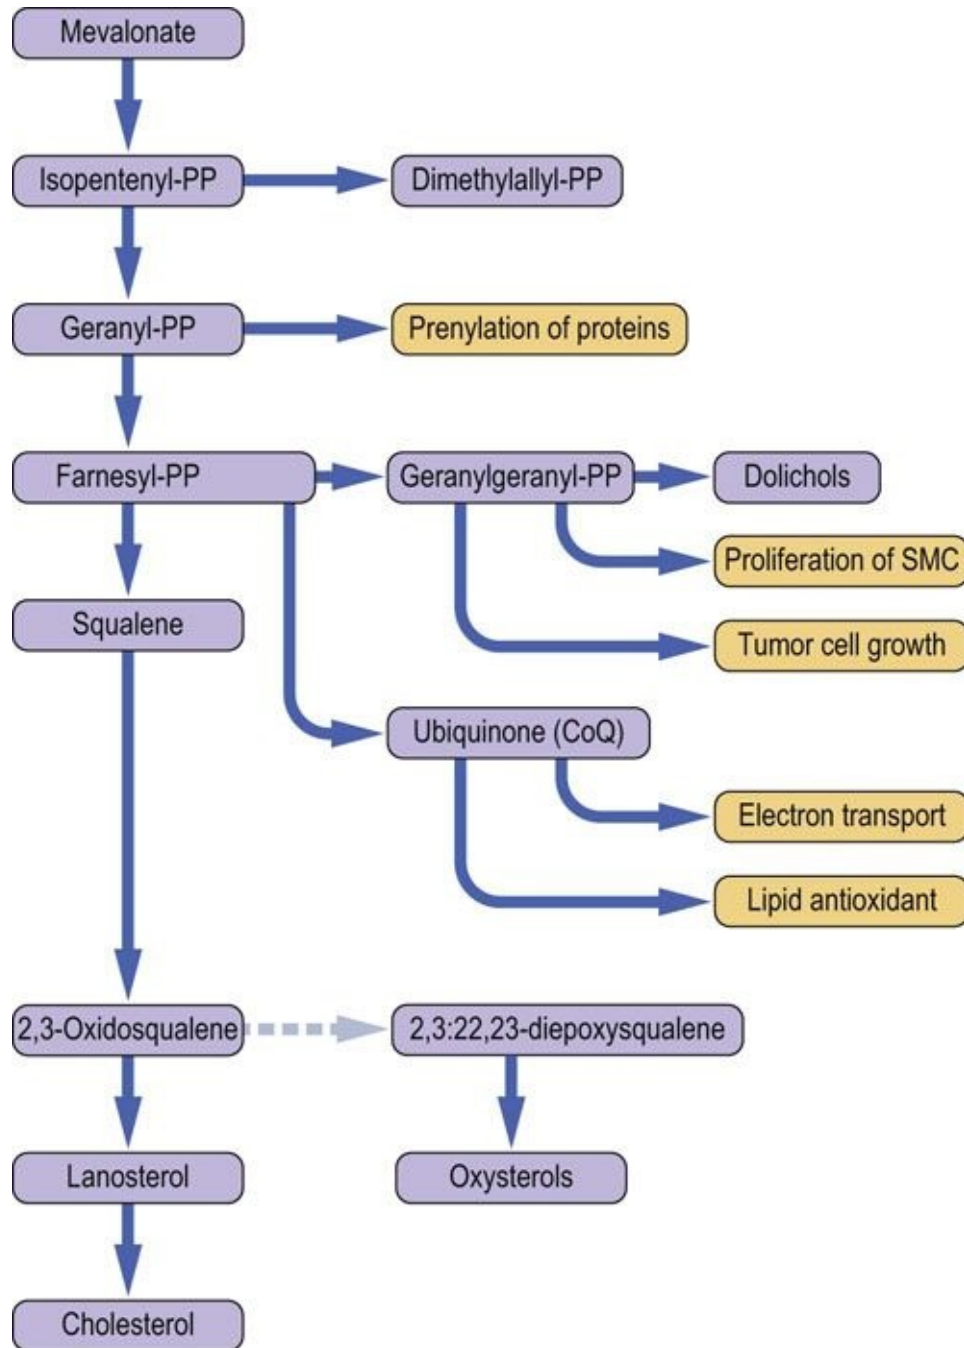 Mevalonate
Isopentenyl-PP
Dimethylallyl-PP
Geranyl-PP
Prenylation of proteins
Farnesyl-PP
Geranylgeranyl-PP
Dolichols
Proliferation of SMC
Squalene
Tumor cell growth
Ubiquinone (CoQ)
Electron transport
Lipid antioxidant
2,3-Oxidosqualene
2,3:22,23-diepoxysqualene
Lanosterol
Oxysterols
Cholesterol